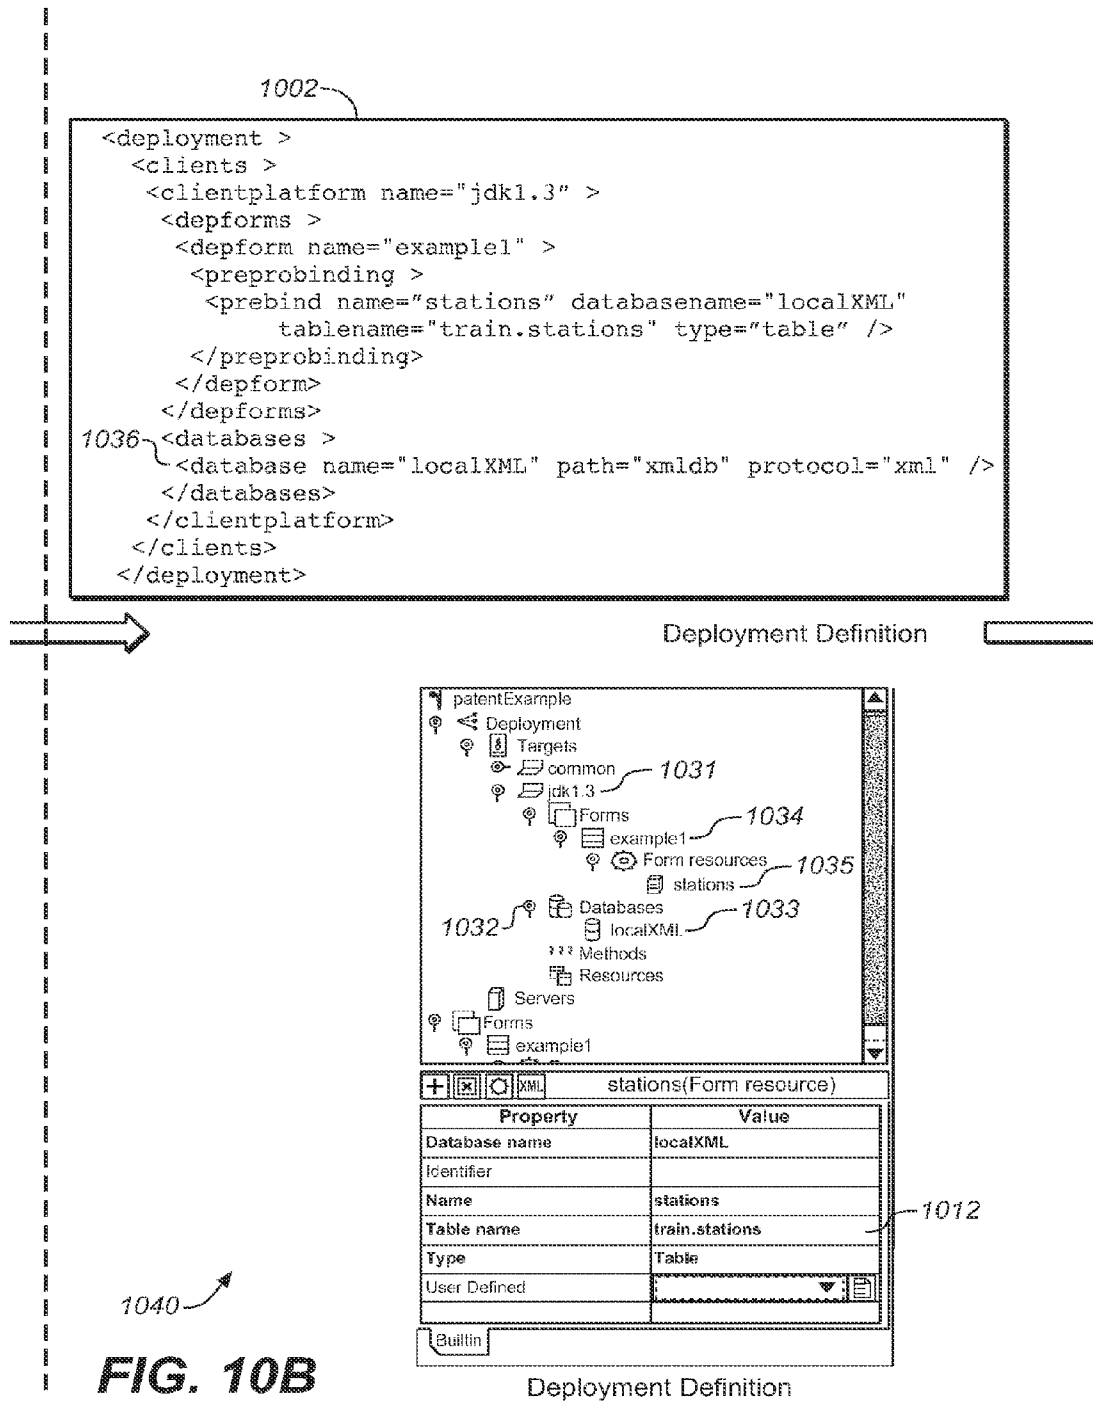 1002
<deployment >
<clients >
<clientplatform name="jdk1.3" >
<depforms >
<depform name="example1" >
<preprobinding >
<prebind name="stations" databasename="localXML"
tablename="train.stations" type="table" />
</preprobinding>
</depform>
</depforms>
1036 <databases >
<database name="localXML" path="xmldb" protocol="xml" />
</databases>
</clientplatform>
</clients>
</deployment>
Deployment Definition
patentExample
Deployment
Targets
common 1031
jdk1.3
Forms 1034
example1
Form resources 1035
stations
1032 Databases 1033
localXML
??? Methods
Resources
Servers
Forms
example1
XML stations(Form resource)
Property Value
Database name localXML
Identifier
Name stations
1012
Table name train.stations
Type Table
User Defined
1040
Builtin
FIG. 10B
Deployment Definition